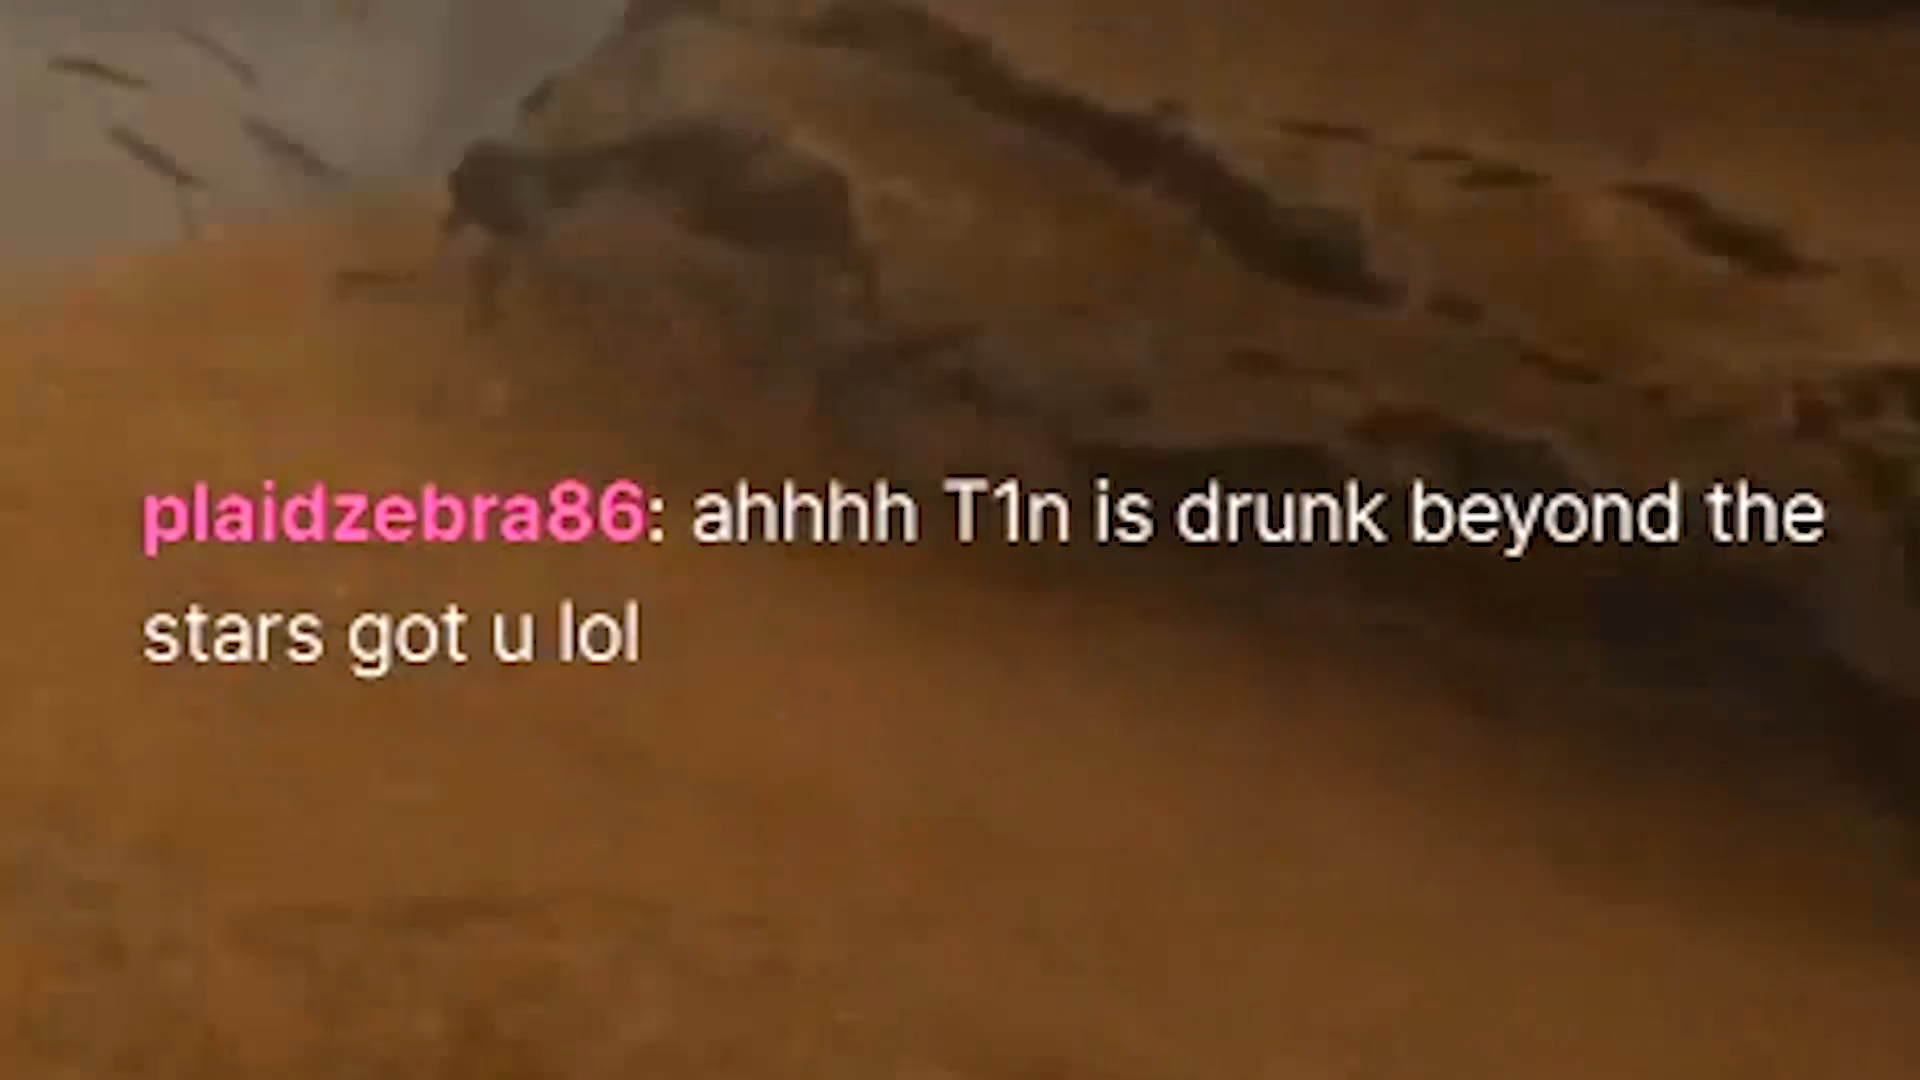 plaidzebra86: ahhhh T1n is drunk beyond the
stars got u lol